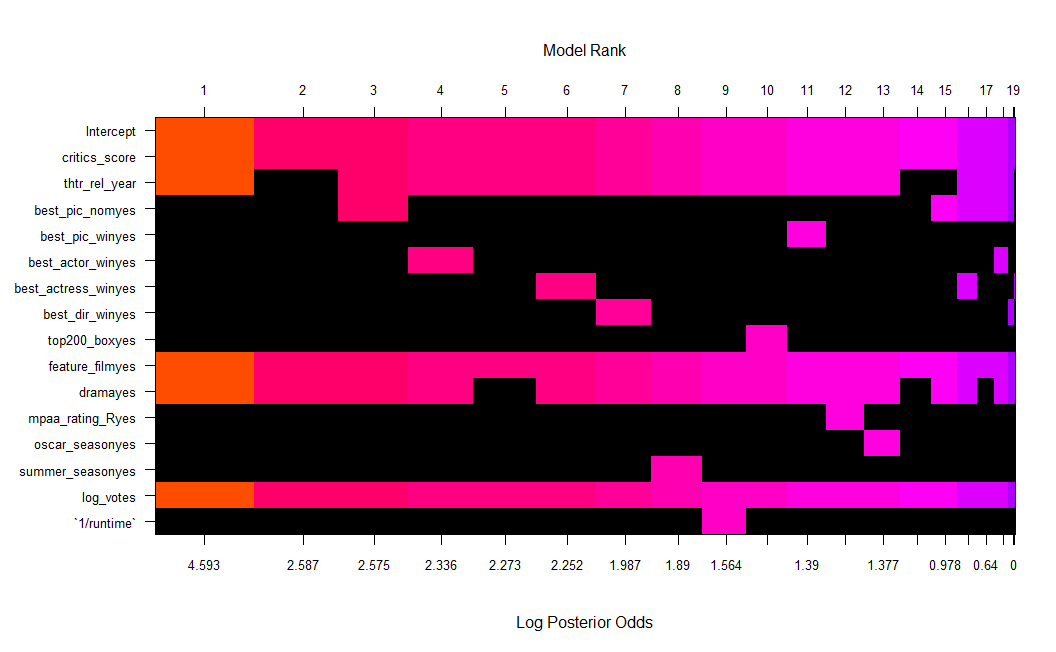 Model Rank
1 2 3 4 5 6 7 8 9 10 11 12 13 14 15 17 19
Intercept
critics_score
thtr_rel_year
best_pic_nomyes
best_pic_winyes
best_actor_winyes
best_actress_winyes
best_dir_winyes
top200_boxyes
feature_filmyes
dramayes
mpaa_rating_Ryes
oscar_seasonyes
summer_seasonyes
log_votes
`1/runtime`
4.593 2.587 2.575 2.336 2.273 2.252 1.987 1.89 1.564 1.39 1.377 0.978 0.64 0
Log Posterior Odds